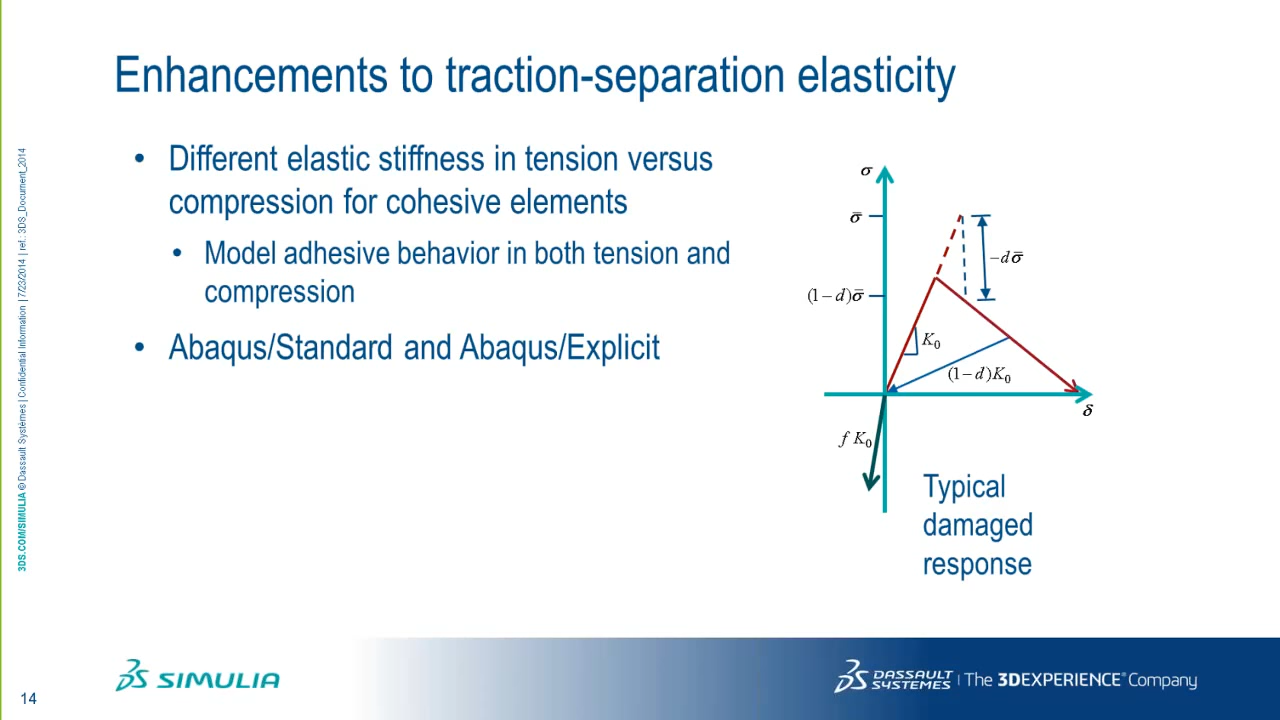 Enhancements to traction-separation elasticity
• Different elastic stiffness in tension versus
compression for cohesive elements
• Model adhesive behavior in both tension and
compression
• Abaqus/Standard and Abaqus/Explicit
σ
σ̅
−dσ̅
(1−d)σ̅
K₀
(1−d)K₀
δ
f K₀
Typical
damaged
response
3DS.COM/SIMULIA © Dassault Systèmes | Confidential Information | 7/23/2014 | ref.: 3DS_Document_2014
SIMULIA
DASSAULT
SYSTEMES | The 3DEXPERIENCE® Company
14